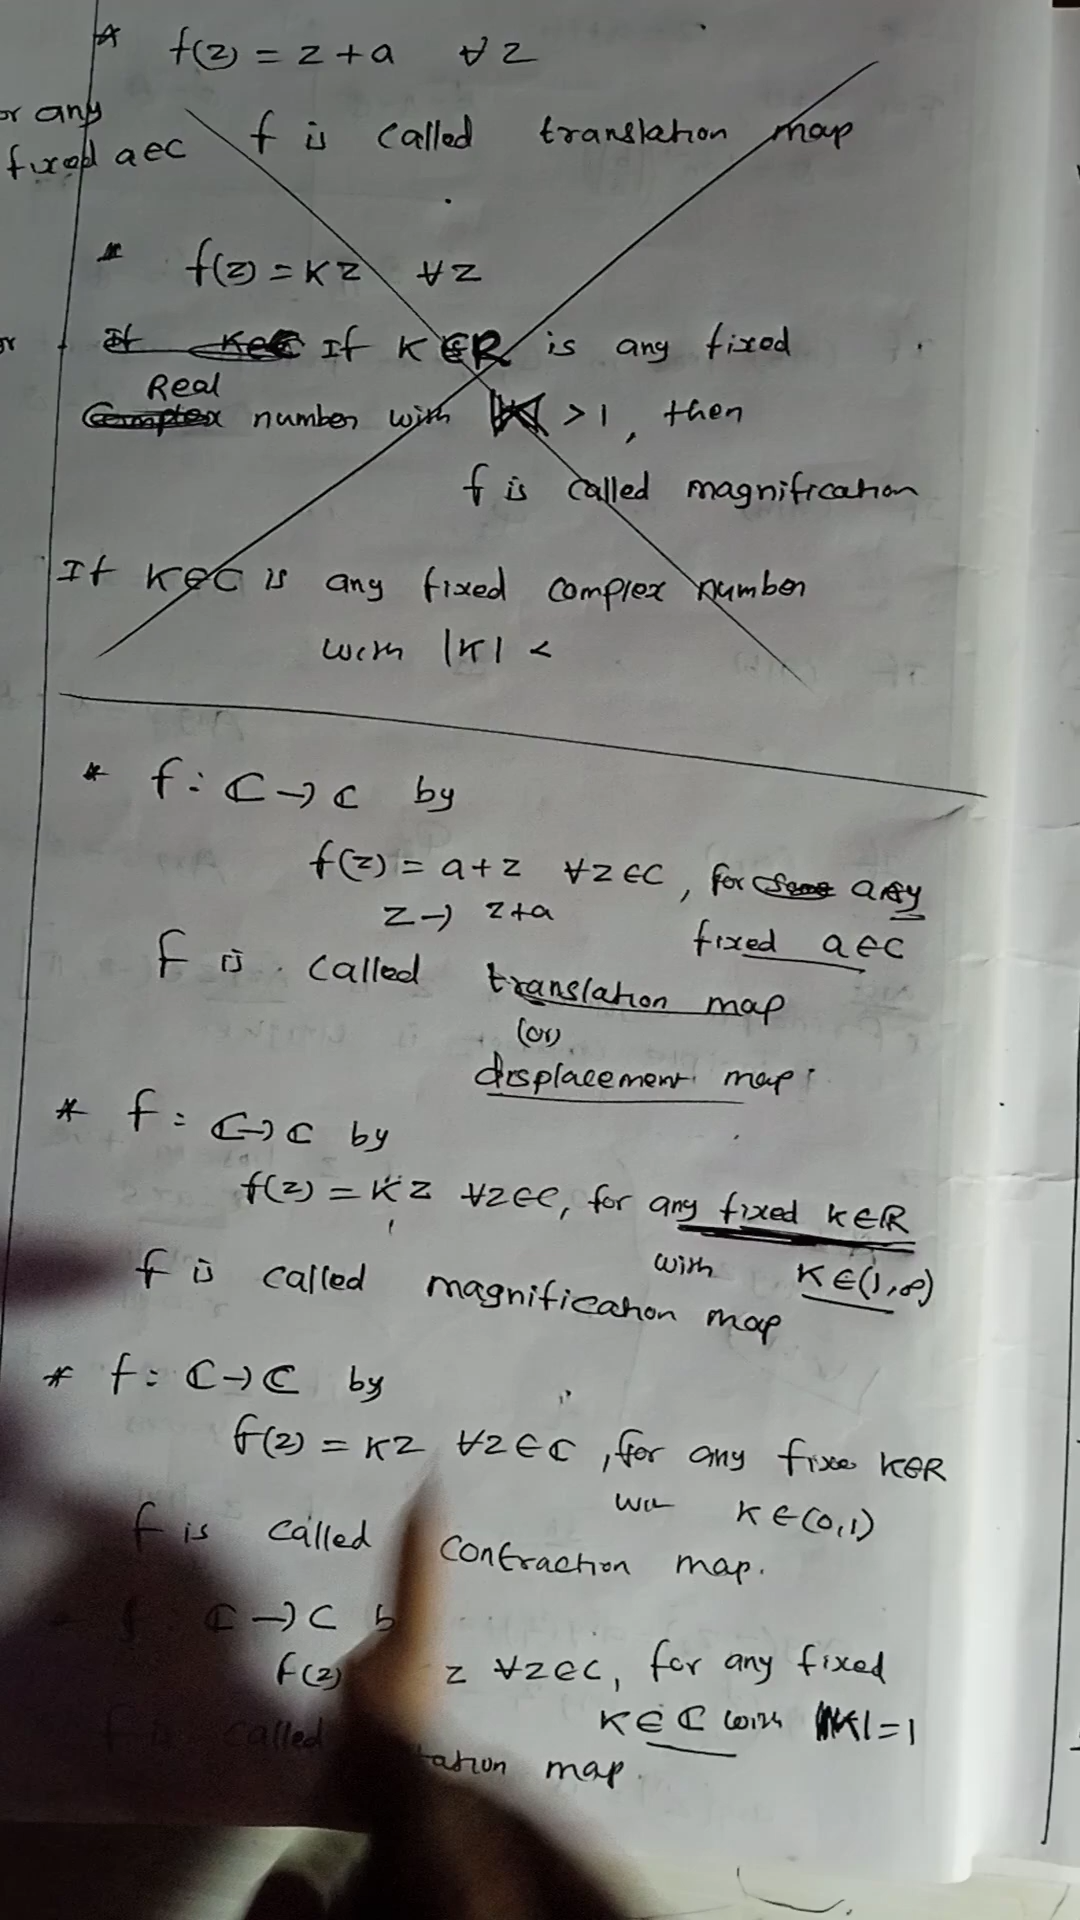 * f(z) = z + a ∀ z
or any
fixed a∈C f is called translation map
* f(z) = Kz ∀ z
If K∈R is any fixed
Real number with > 1, then
f is called magnification
If K∈C is any fixed complex number
with |K| <
* f : C → C by
f(z) = a + z ∀ z ∈ C, for any
z → z + a fixed a ∈ C
f is called translation map
(or)
displacement map
* f : C → C by
f(z) = Kz ∀ z ∈ C, for any fixed K∈R
with K∈(1,∞)
f is called magnification map
* f : C → C by
f(z) = Kz ∀ z ∈ C, for any fixe K∈R
K∈(0,1)
f is called contraction map.
f : C → C b
f(z) z ∀ z ∈ C, for any fixed
K∈C with |K| = 1
called tation map.